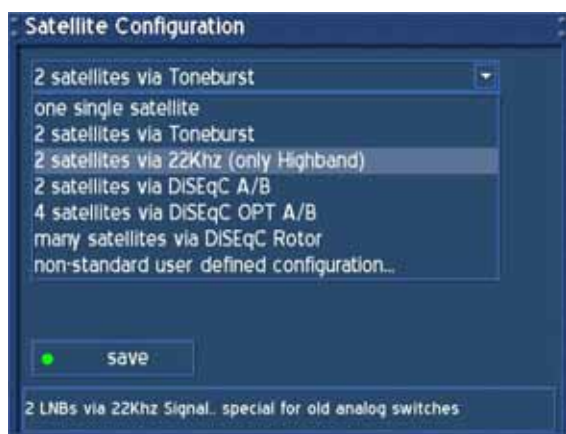 Satellite Configuration
2 satellites via Toneburst
one single satellite
2 satellites via Toneburst
2 satellites via 22Khz (only Highband)
2 satellites via DiSEqC A/B
4 satellites via DiSEqC OPT A/B
many satellites via DiSEqC Rotor
non-standard user defined configuration...
save
2 LNBs via 22Khz Signal.. special for old analog switches